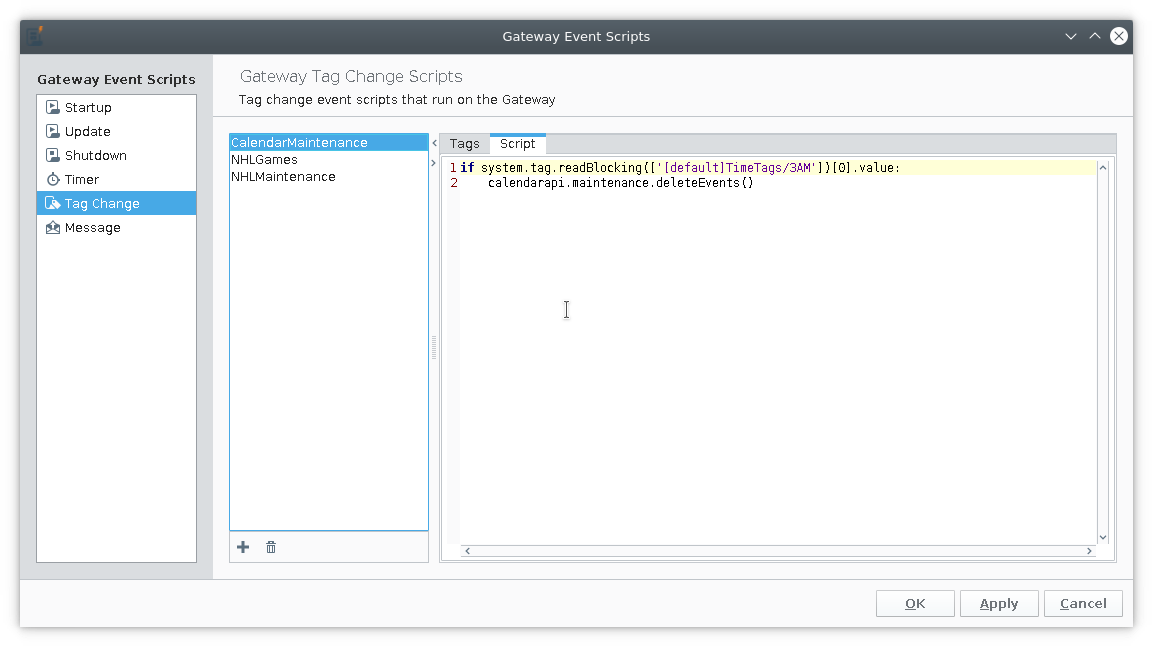 Gateway Event Scripts
Gateway Event Scripts
Startup
Update
Shutdown
Timer
Tag Change
Message
Gateway Tag Change Scripts
Tag change event scripts that run on the Gateway
CalendarMaintenance
NHLGames
NHLMaintenance
Tags Script
1 if system.tag.readBlocking(['[default]TimeTags/3AM'])[0].value:
2 calendarapi.maintenance.deleteEvents()
OK Apply Cancel